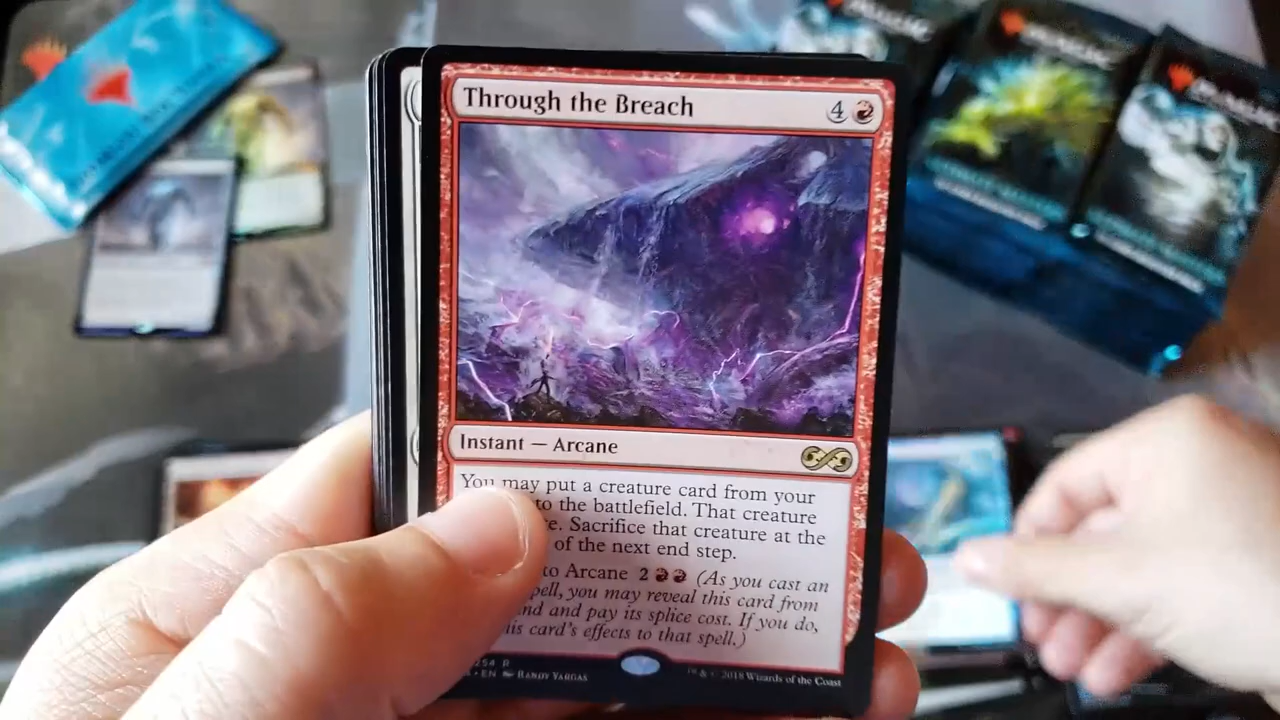 Through the Breach
4
Instant — Arcane
You may put a creature card from your
to the battlefield. That creature
Sacrifice that creature at the
of the next end step.
to Arcane 2 (As you cast an
you may reveal this card from
and pay its splice cost. If you do,
card's effects to that spell.)
254 R
EN RANDY VARGAS
™ & © 2018 Wizards of the Coast